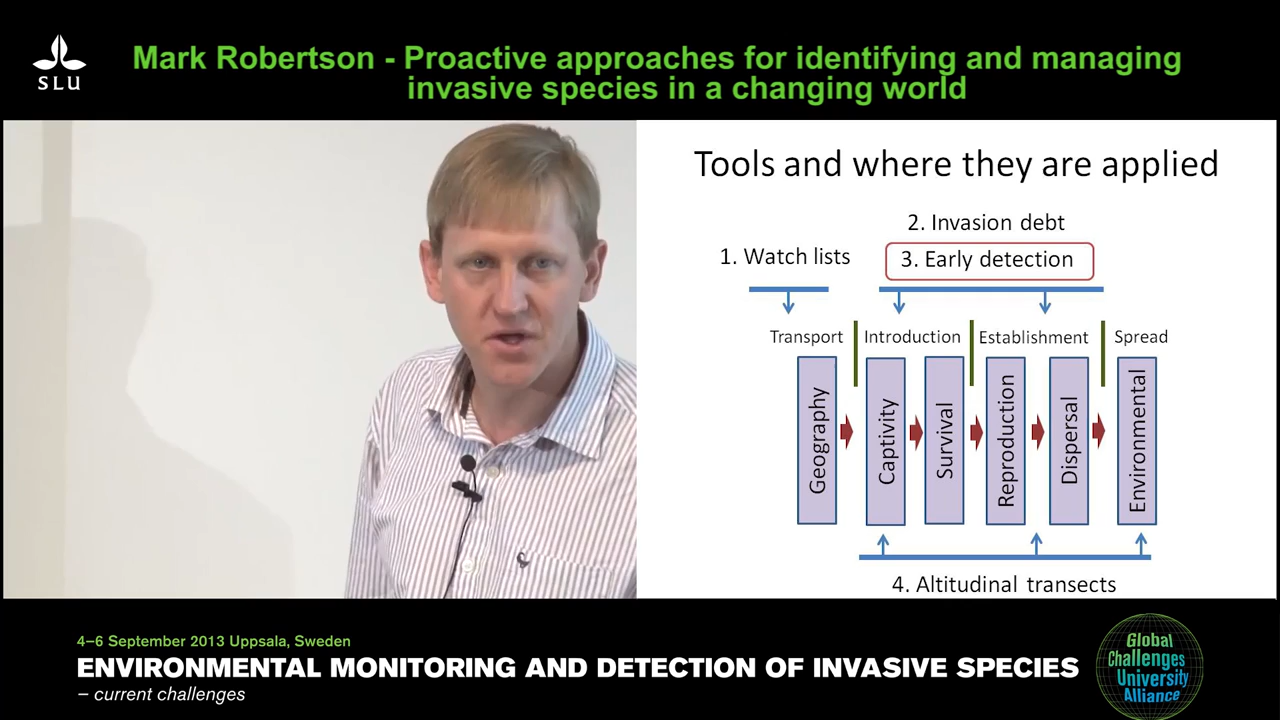 Mark Robertson - Proactive approaches for identifying and managing
invasive species in a changing world
SLU
Tools and where they are applied
2. Invasion debt
1. Watch lists
3. Early detection
Transport
Introduction
Establishment
Spread
Geography
Captivity
Survival
Reproduction
Dispersal
Environmental
4. Altitudinal transects
4–6 September 2013 Uppsala, Sweden
ENVIRONMENTAL MONITORING AND DETECTION OF INVASIVE SPECIES
– current challenges
Global
Challenges
University
Alliance